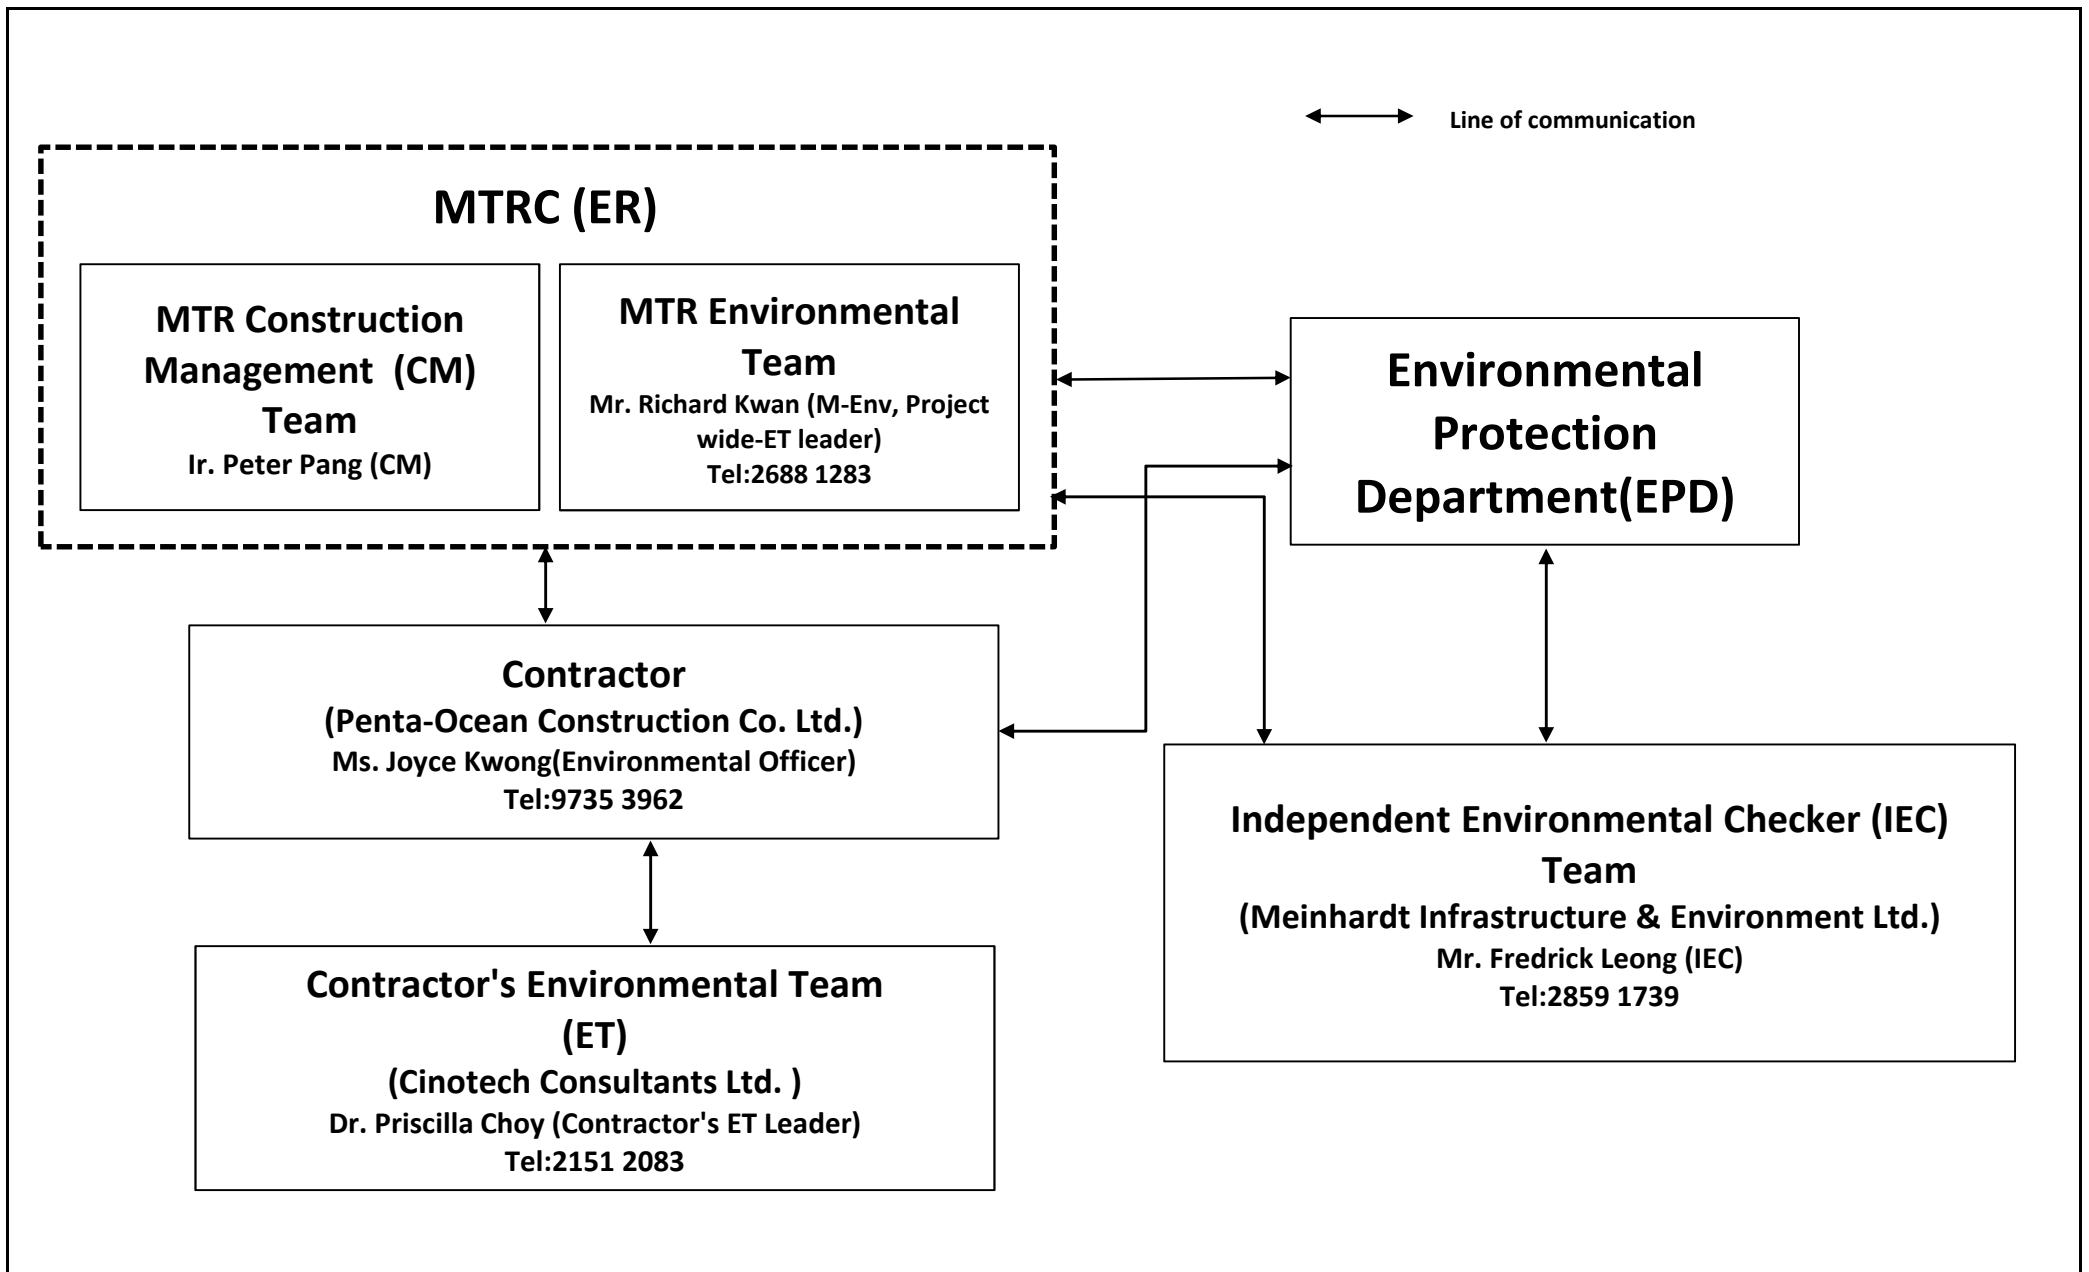 Line of communication
MTRC (ER)
MTR Construction
Management  (CM)
Team
Ir. Peter Pang (CM)
MTR Environmental
Team
Mr. Richard Kwan (M-Env, Project
wide-ET leader)
Tel:2688 1283
Environmental
Protection
Department(EPD)
Contractor
(Penta-Ocean Construction Co. Ltd.)
Ms. Joyce Kwong(Environmental Officer)
Tel:9735 3962
Independent Environmental Checker (IEC)
Team
(Meinhardt Infrastructure & Environment Ltd.)
Mr. Fredrick Leong (IEC)
Tel:2859 1739
Contractor's Environmental Team
(ET)
(Cinotech Consultants Ltd. )
Dr. Priscilla Choy (Contractor's ET Leader)
Tel:2151 2083